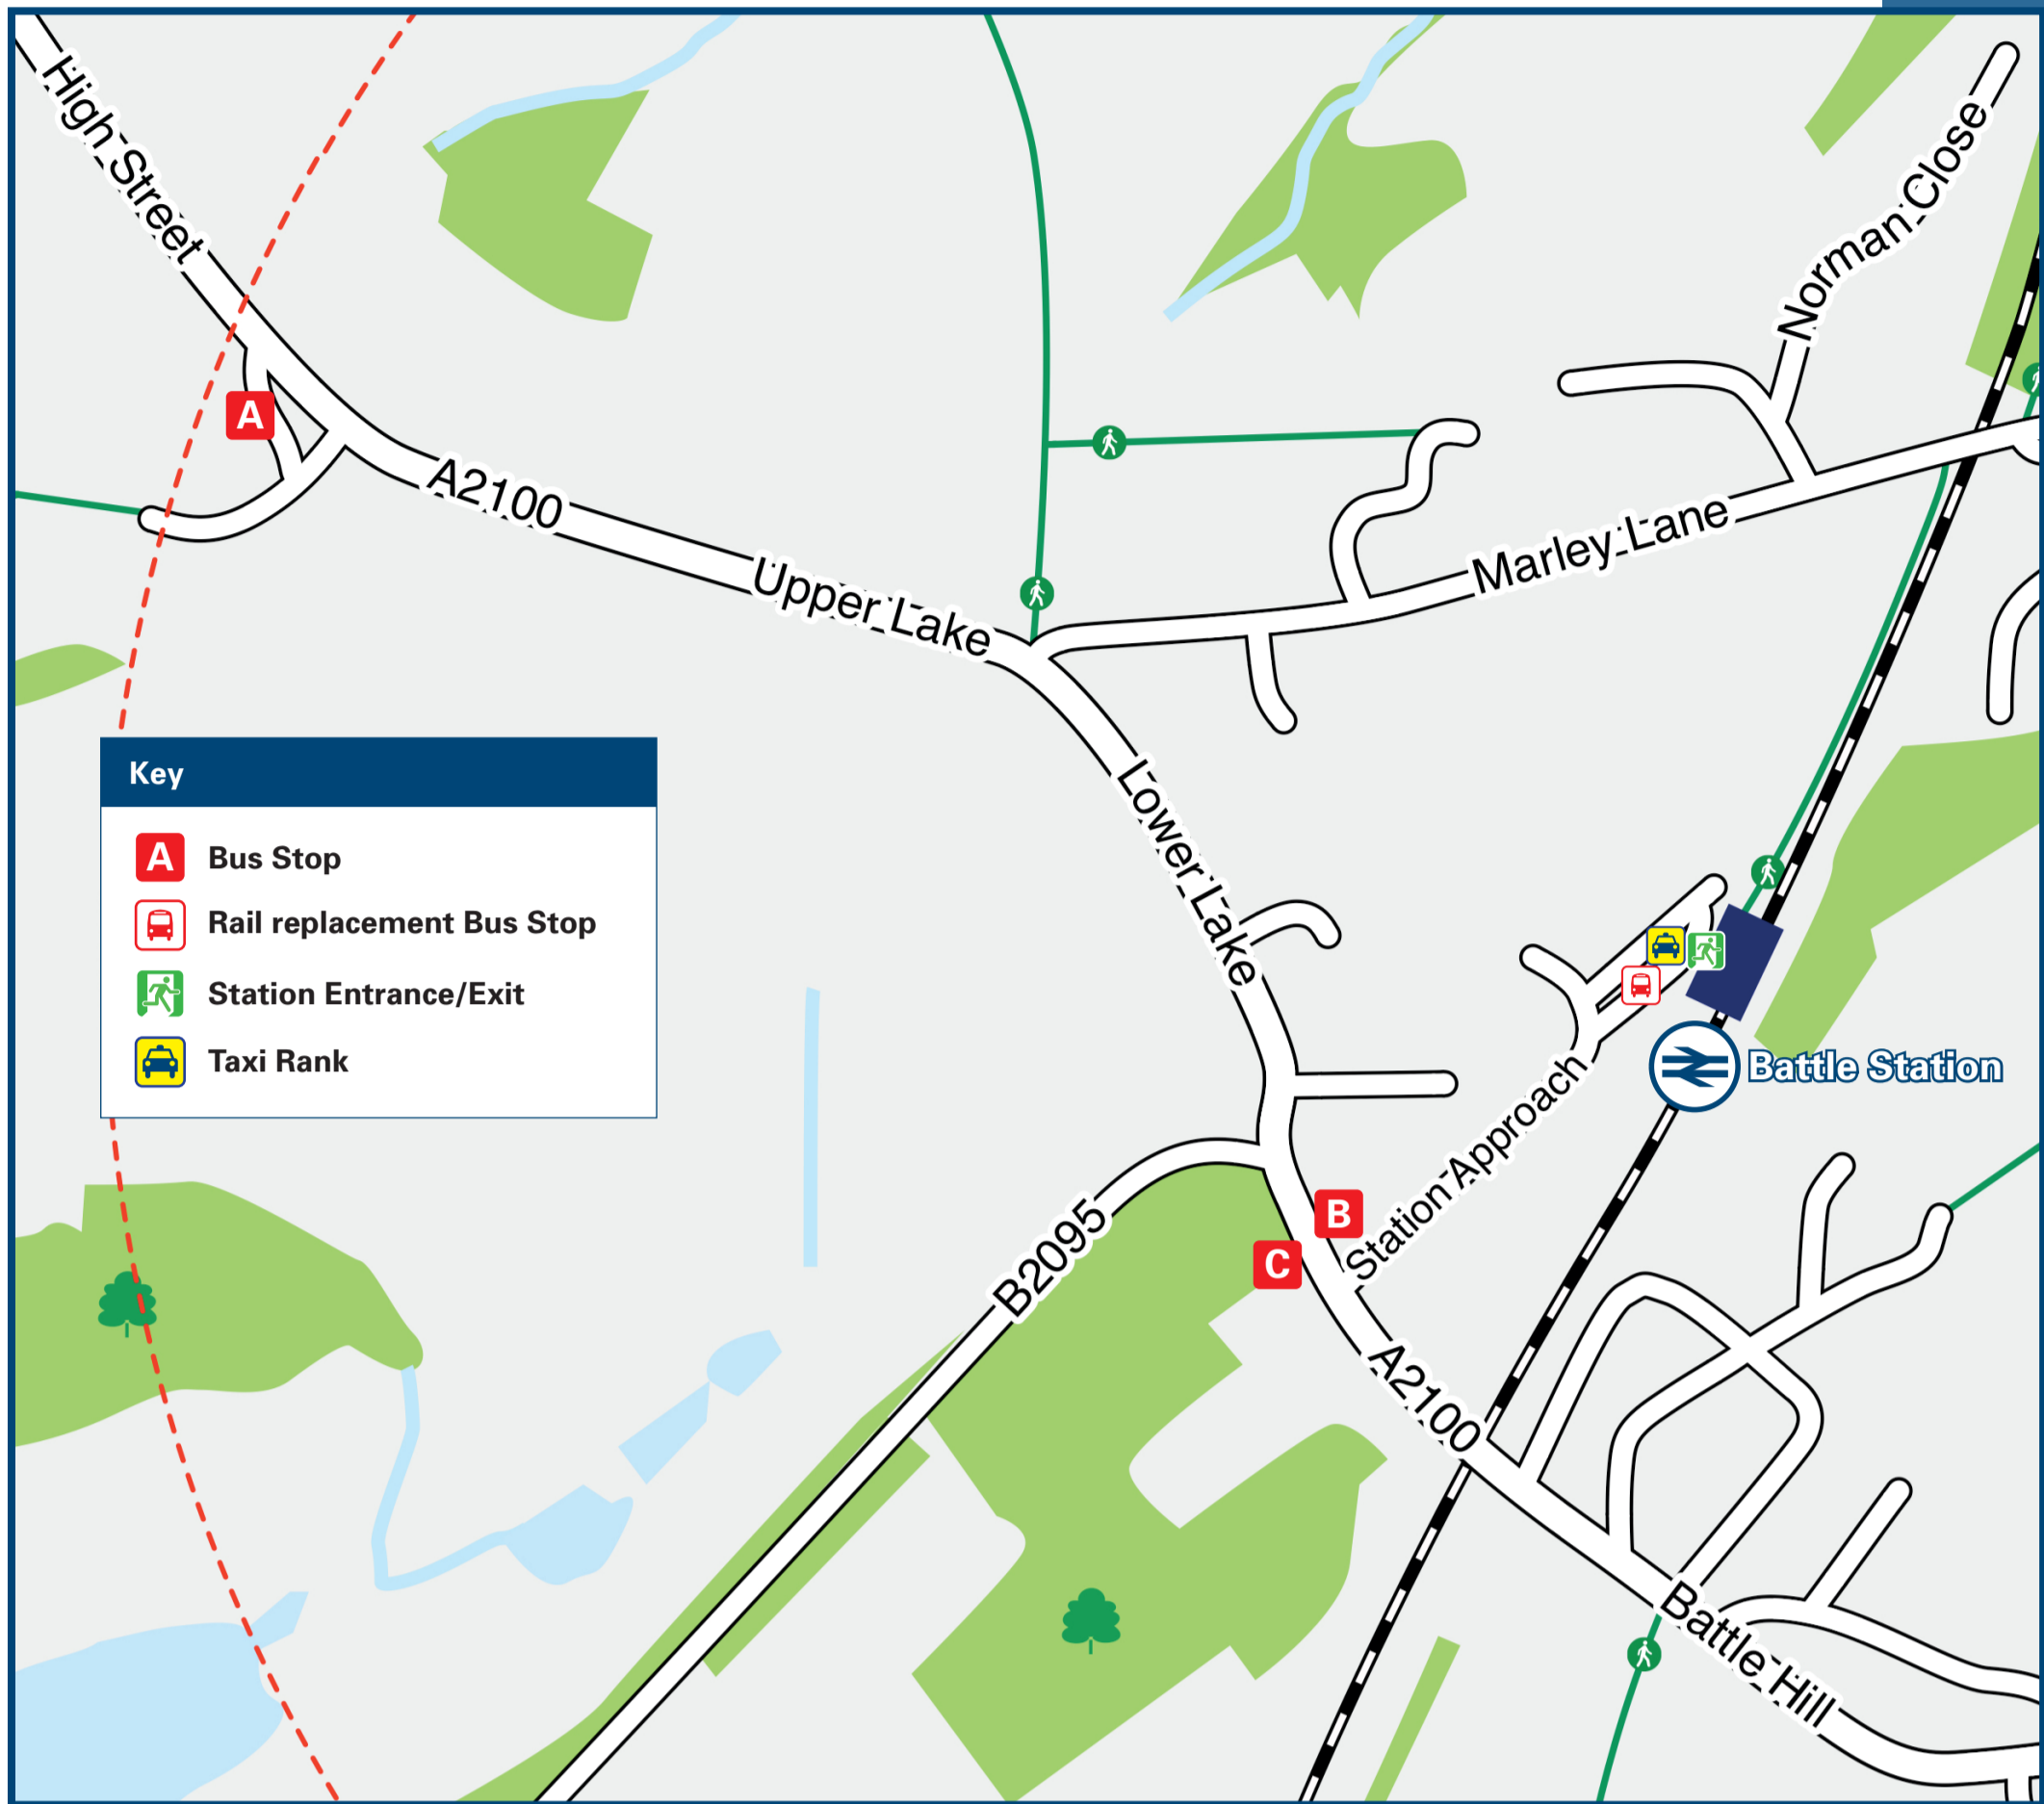 High Street
Norman Close
A
A2100
Marley Lane
Upper Lake
Lower Lake
Key
A Bus Stop
Rail replacement Bus Stop
Station Entrance/Exit
Taxi Rank
Battle Station
Station Approach
B
C
B2095
A2100
Battle Hill